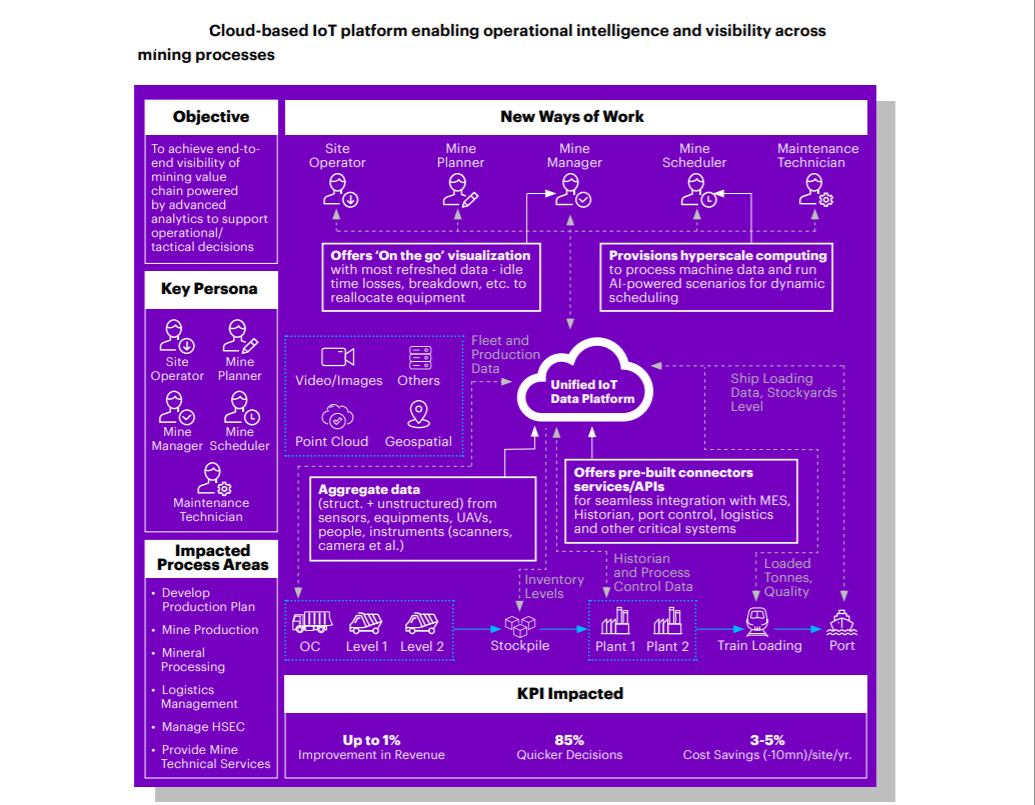 Cloud-based IoT platform enabling operational intelligence and visibility across
mining processes
Objective
To achieve end-to-
end visibility of
mining value
chain powered
by advanced
analytics to support
operational/
tactical decisions
Key Persona
Site
Operator
Mine
Planner
Mine
Manager
Mine
Scheduler
Maintenance
Technician
Impacted
Process Areas
• Develop
Production Plan
• Mine Production
• Mineral
Processing
• Logistics
Management
• Manage HSEC
• Provide Mine
Technical Services
New Ways of Work
Site
Operator
Mine
Planner
Mine
Manager
Mine
Scheduler
Maintenance
Technician
Offers ‘On the go’ visualization
with most refreshed data - idle
time losses, breakdown, etc. to
reallocate equipment
Provisions hyperscale computing
to process machine data and run
AI-powered scenarios for dynamic
scheduling
Video/Images
Others
Point Cloud
Geospatial
Fleet and
Production
Data
Unified IoT
Data Platform
Ship Loading
Data, Stockyards
Level
Aggregate data
(struct. + unstructured) from
sensors, equipments, UAVs,
people, instruments (scanners,
camera et al.)
Offers pre-built connectors
services/APIs
for seamless integration with MES,
Historian, port control, logistics
and other critical systems
Inventory
Levels
Historian
and Process
Control Data
Loaded
Tonnes,
Quality
OC
Level 1
Level 2
Stockpile
Plant 1
Plant 2
Train Loading
Port
KPI Impacted
Up to 1%
Improvement in Revenue
85%
Quicker Decisions
3-5%
Cost Savings (-10mn)/site/yr.